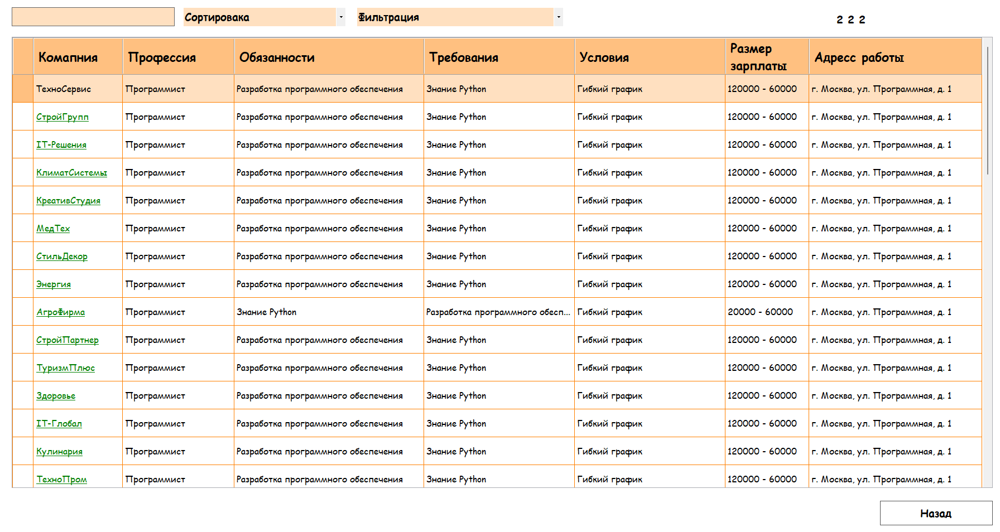 Сортировака Фильтрация 2 2 2
Комапния Профессия Обязанности Требования Условия Размер зарплаты Адресс работы
ТехноСервис Программист Разработка программного обеспечения Знание Python Гибкий график 120000 - 60000 г. Москва, ул. Программная, д. 1
СтройГрупп Программист Разработка программного обеспечения Знание Python Гибкий график 120000 - 60000 г. Москва, ул. Программная, д. 1
IT-Решения Программист Разработка программного обеспечения Знание Python Гибкий график 120000 - 60000 г. Москва, ул. Программная, д. 1
КлиматСистемы Программист Разработка программного обеспечения Знание Python Гибкий график 120000 - 60000 г. Москва, ул. Программная, д. 1
КреативСтудия Программист Разработка программного обеспечения Знание Python Гибкий график 120000 - 60000 г. Москва, ул. Программная, д. 1
МедТех Программист Разработка программного обеспечения Знание Python Гибкий график 120000 - 60000 г. Москва, ул. Программная, д. 1
СтильДекор Программист Разработка программного обеспечения Знание Python Гибкий график 120000 - 60000 г. Москва, ул. Программная, д. 1
Энергия Программист Разработка программного обеспечения Знание Python Гибкий график 120000 - 60000 г. Москва, ул. Программная, д. 1
АгроФирма Программист Знание Python Разработка программного обесп... Гибкий график 20000 - 60000 г. Москва, ул. Программная, д. 1
СтройПартнер Программист Разработка программного обеспечения Знание Python Гибкий график 120000 - 60000 г. Москва, ул. Программная, д. 1
ТуризмПлюс Программист Разработка программного обеспечения Знание Python Гибкий график 120000 - 60000 г. Москва, ул. Программная, д. 1
Здоровье Программист Разработка программного обеспечения Знание Python Гибкий график 120000 - 60000 г. Москва, ул. Программная, д. 1
IT-Глобал Программист Разработка программного обеспечения Знание Python Гибкий график 120000 - 60000 г. Москва, ул. Программная, д. 1
Кулинария Программист Разработка программного обеспечения Знание Python Гибкий график 120000 - 60000 г. Москва, ул. Программная, д. 1
ТехноПром Программист Разработка программного обеспечения Знание Python Гибкий график 120000 - 60000 г. Москва, ул. Программная, д. 1
Назад